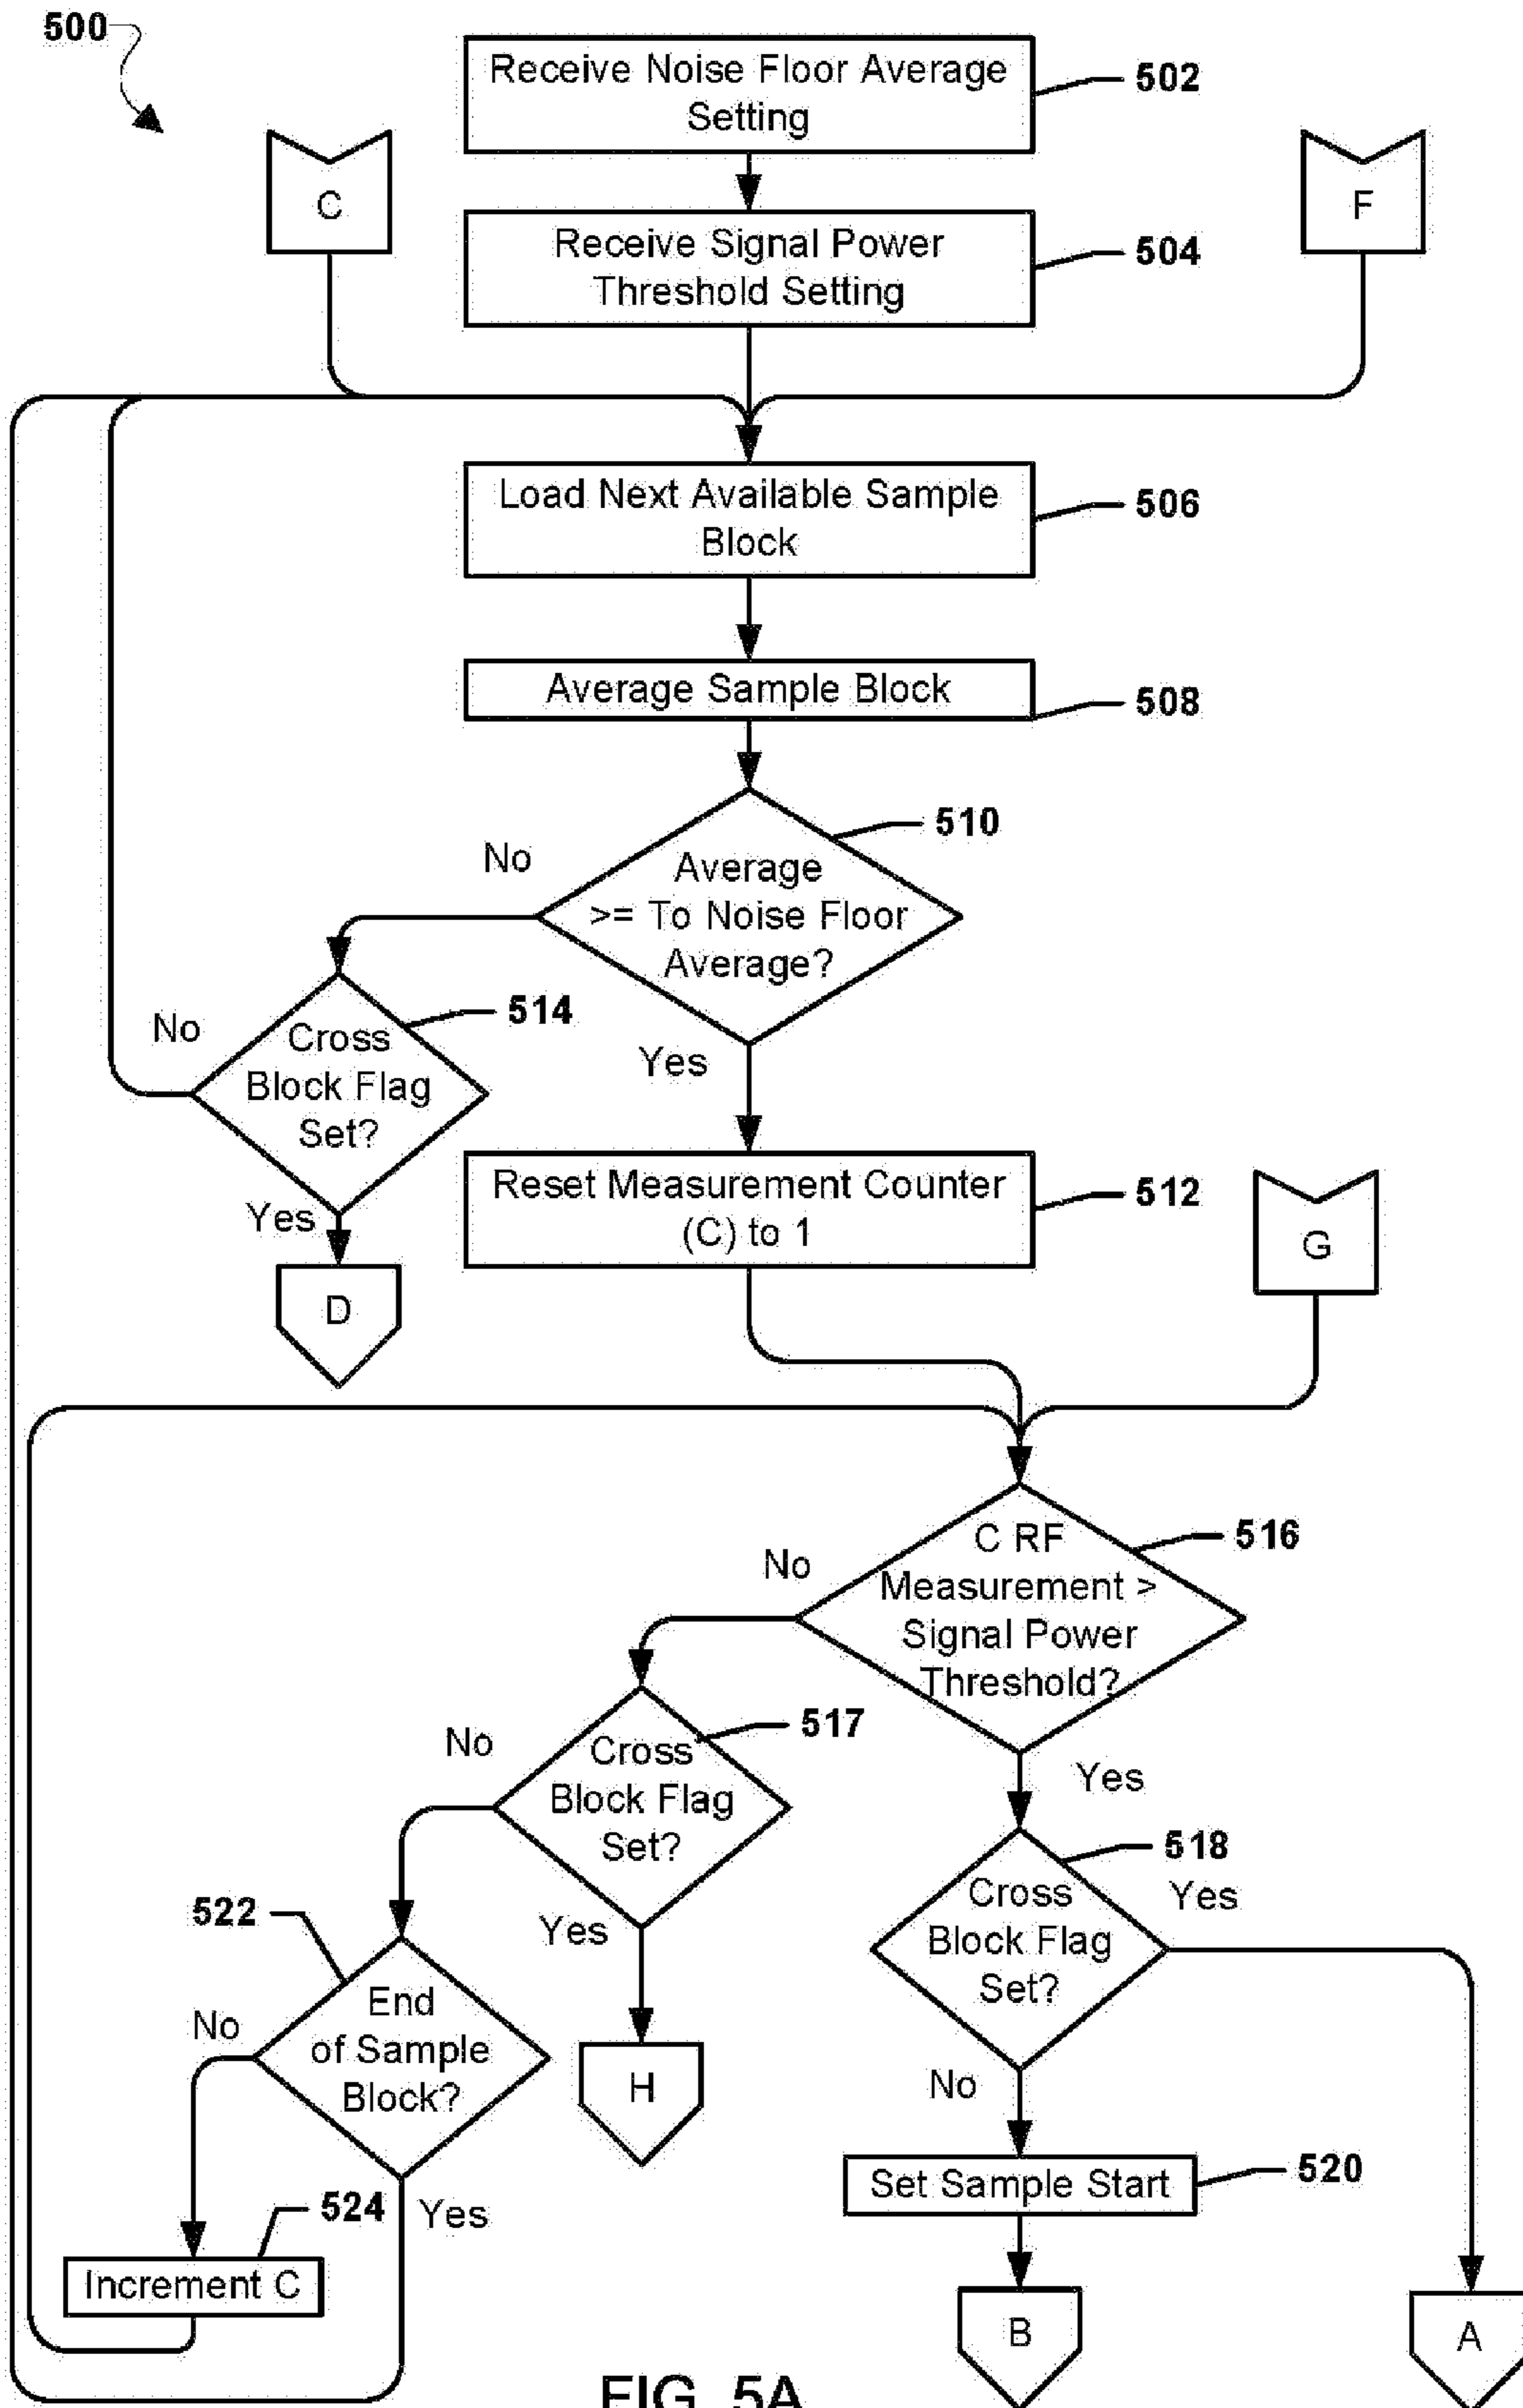 500
Receive Noise Floor Average
Setting
502
C
F
Receive Signal Power
Threshold Setting
504
Load Next Available Sample
Block
506
Average Sample Block
508
510
No
Average
>= To Noise Floor
Average?
514
No
Cross
Block Flag
Set?
Yes
Yes
Reset Measurement Counter
(C) to 1
512
G
D
516
No
C RF
Measurement >
Signal Power
Threshold?
517
No
Cross
Block Flag
Set?
Yes
518
Yes
Cross
Block Flag
Set?
522
Yes
End
of Sample
Block?
No
H
No
Set Sample Start
520
524
Yes
Increment C
B
A
FIG. 5A